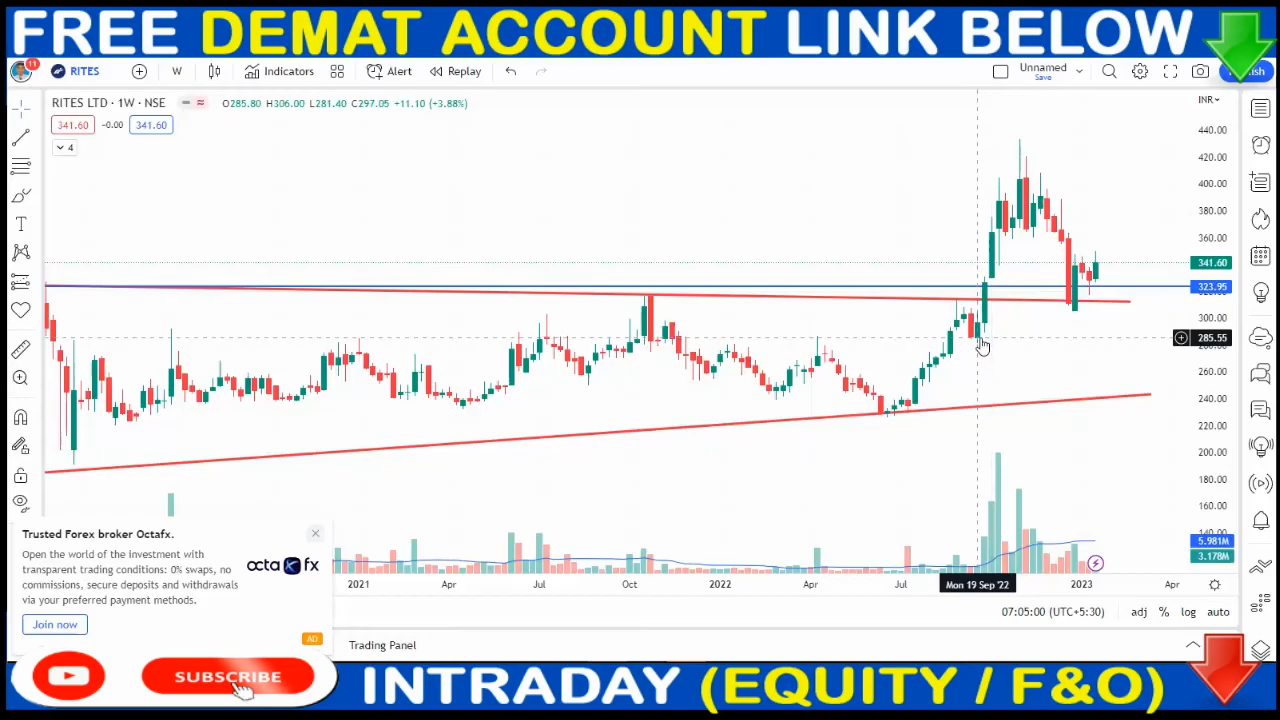 FREE DEMAT ACCOUNT LINK BELOW
11 RITES W Indicators Alert Replay Unnamed Save
RITES LTD · 1W · NSE O285.80 H306.00 L281.40 C297.05 +11.10 (+3.88%) INR
341.60 -0.00 341.60
4
440.00
420.00
400.00
380.00
360.00
341.60
323.95
300.00
285.55
260.00
240.00
220.00
200.00
180.00
160.00
5.981M
3.178M
2021 Apr Jul Oct 2022 Apr Jul Mon 19 Sep '22 2023 Apr
Trusted Forex broker Octafx.
Open the world of the investment with
transparent trading conditions: 0% swaps, no
commissions, secure deposits and withdrawals
via your preferred payment methods.
octa fx
Join now
AD
07:05:00 (UTC+5:30) adj % log auto
Trading Panel
SUBSCRIBE
INTRADAY (EQUITY / F&O)